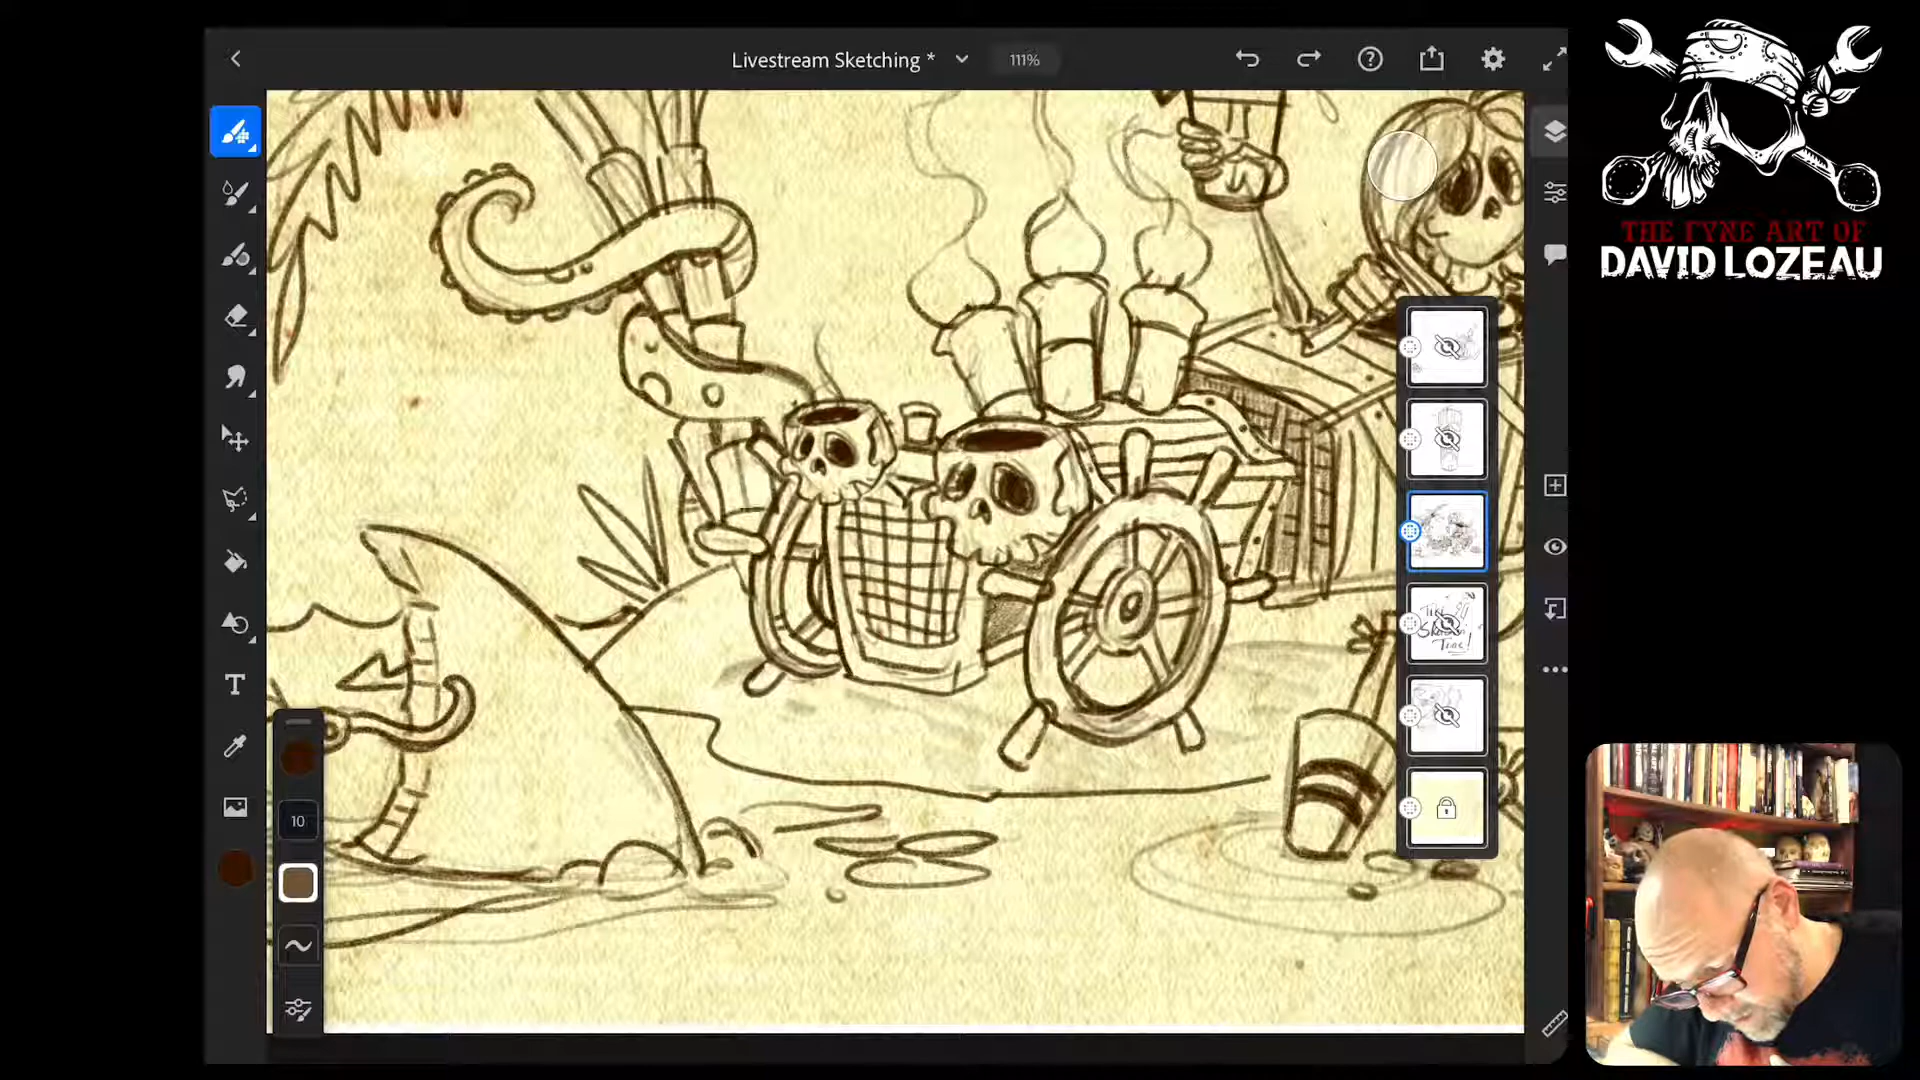 Livestream Sketching *
111%
THE FYNE ART OF
DAVID LOZEAU
10
T